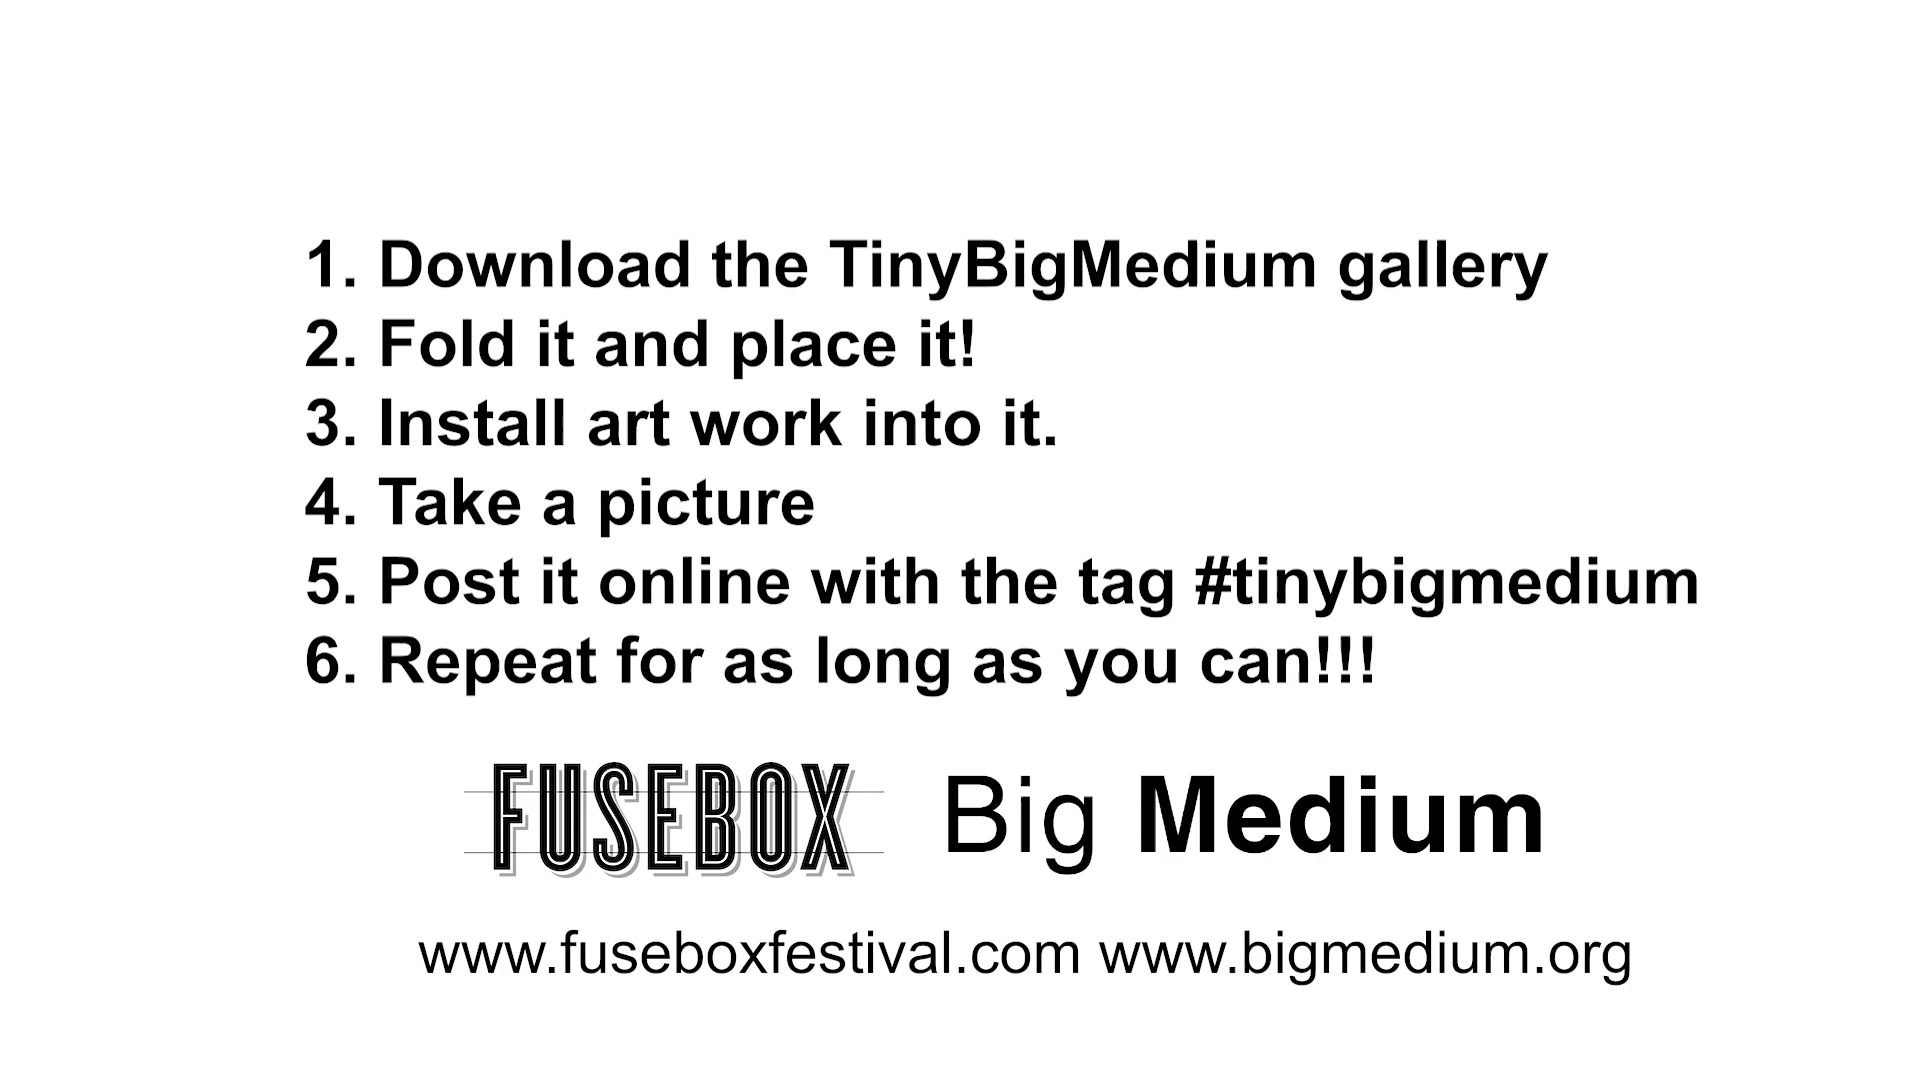 1. Download the TinyBigMedium gallery
2. Fold it and place it!
3. Install art work into it.
4. Take a picture
5. Post it online with the tag #tinybigmedium
6. Repeat for as long as you can!!!
FUSEBOX Big Medium
www.fuseboxfestival.com www.bigmedium.org